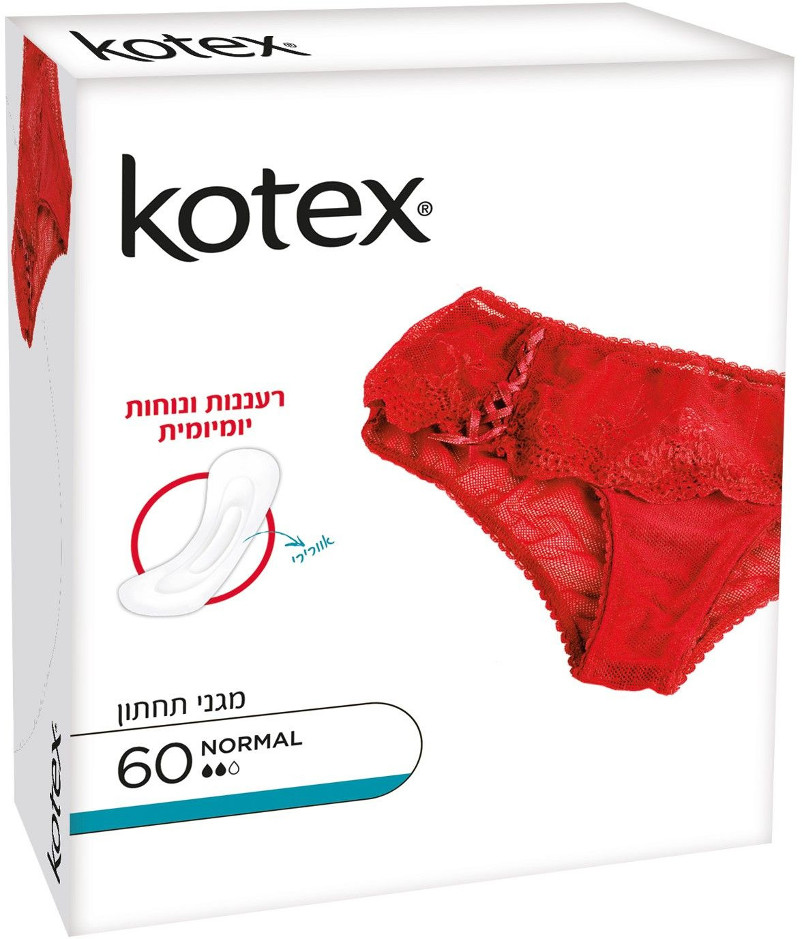 kotex®
kotex®
רעננות ונוחות
יומיומית
אוורירי
מגני תחתון
60 NORMAL
kotex